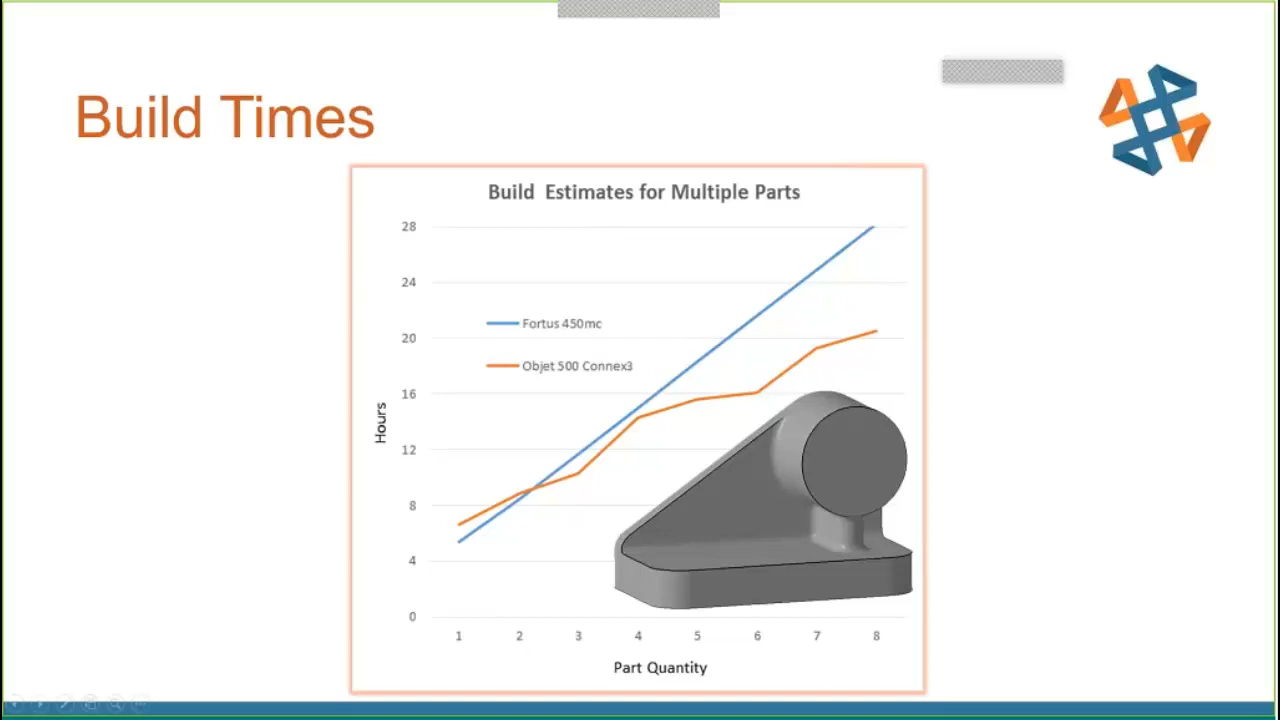 Build Times
Build Estimates for Multiple Parts
28
24
20
16
12
8
4
0
Fortus 450mc
Objet 500 Connex3
Hours
1 2 3 4 5 6 7 8
Part Quantity